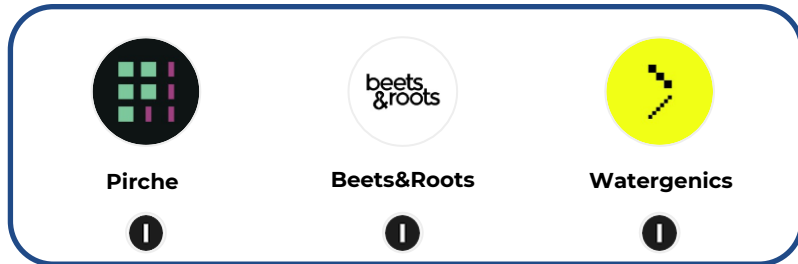 beets
&roots
Pirche
Beets&Roots
Watergenics
I
I
I